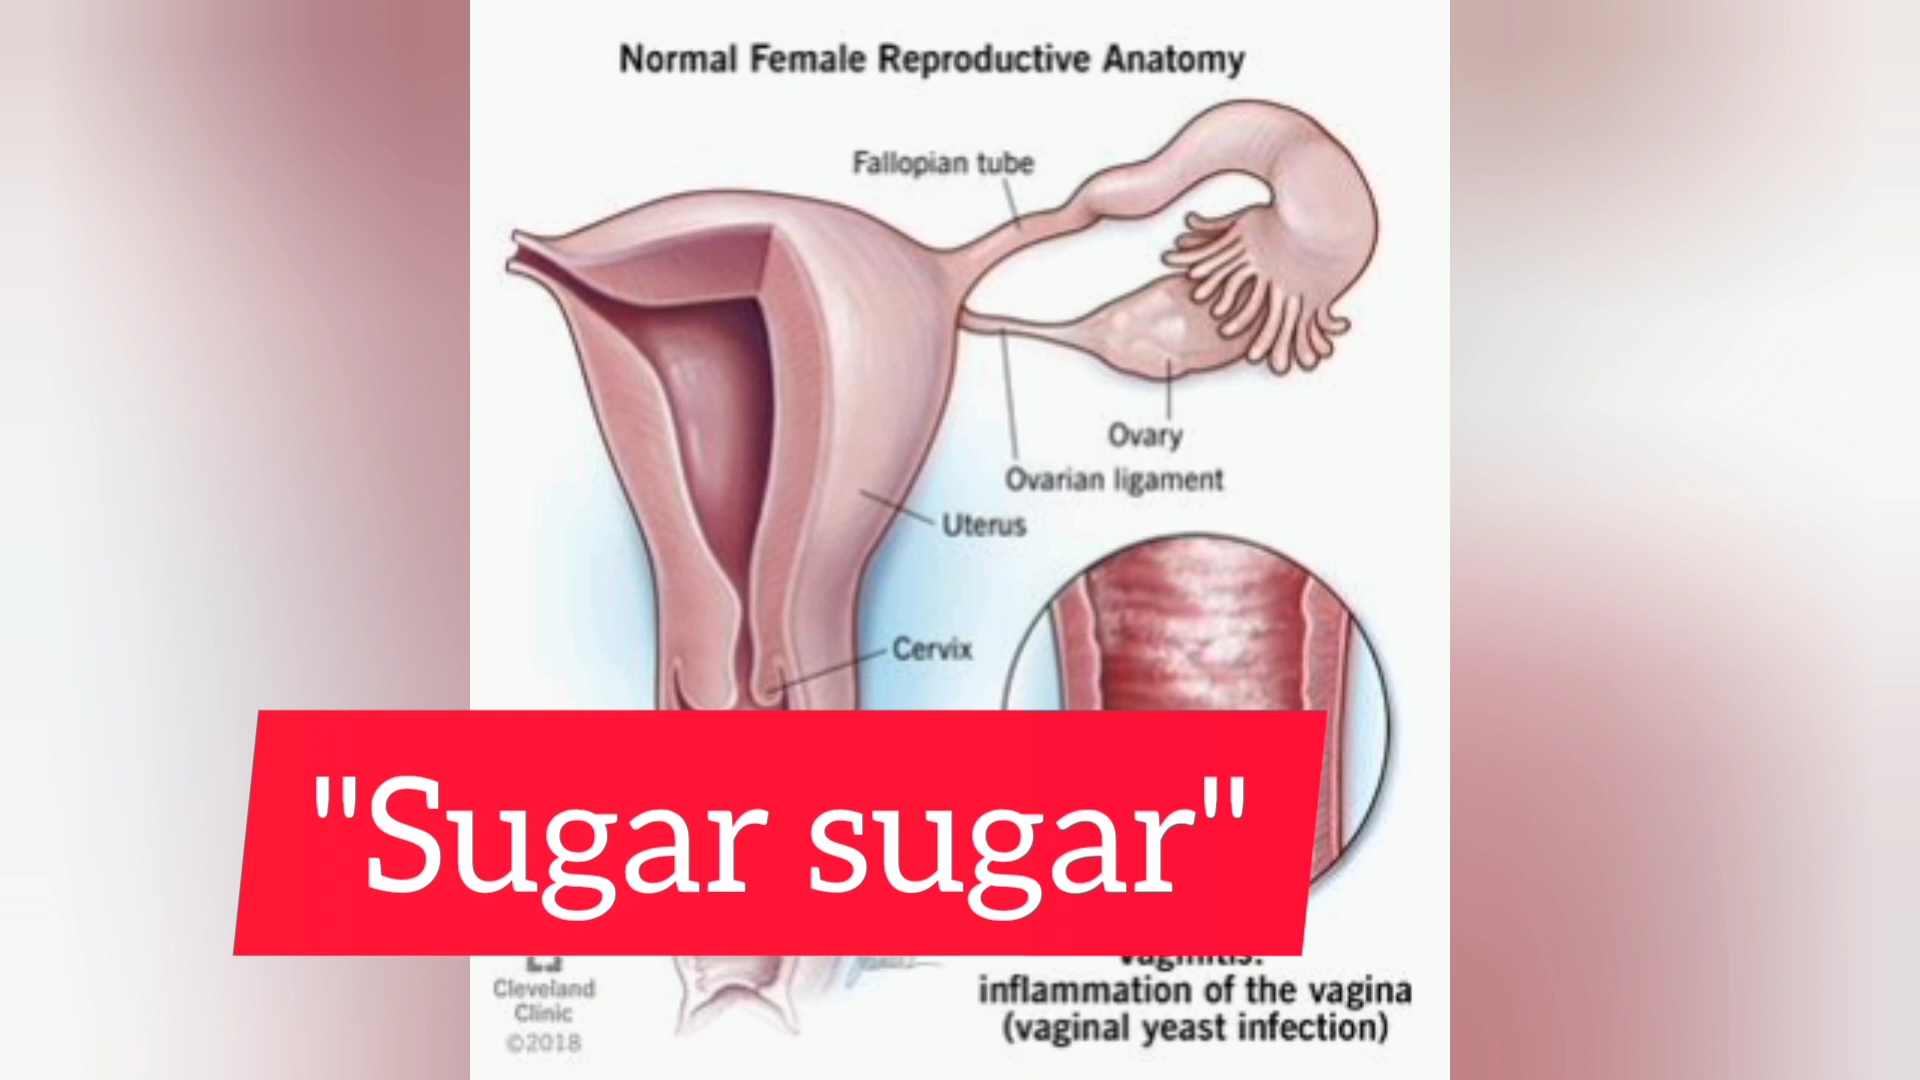 Normal Female Reproductive Anatomy
Fallopian tube
Ovary
Ovarian ligament
Uterus
Cervix
"Sugar sugar"
Cleveland
Clinic
©2018
inflammation of the vagina
(vaginal yeast infection)